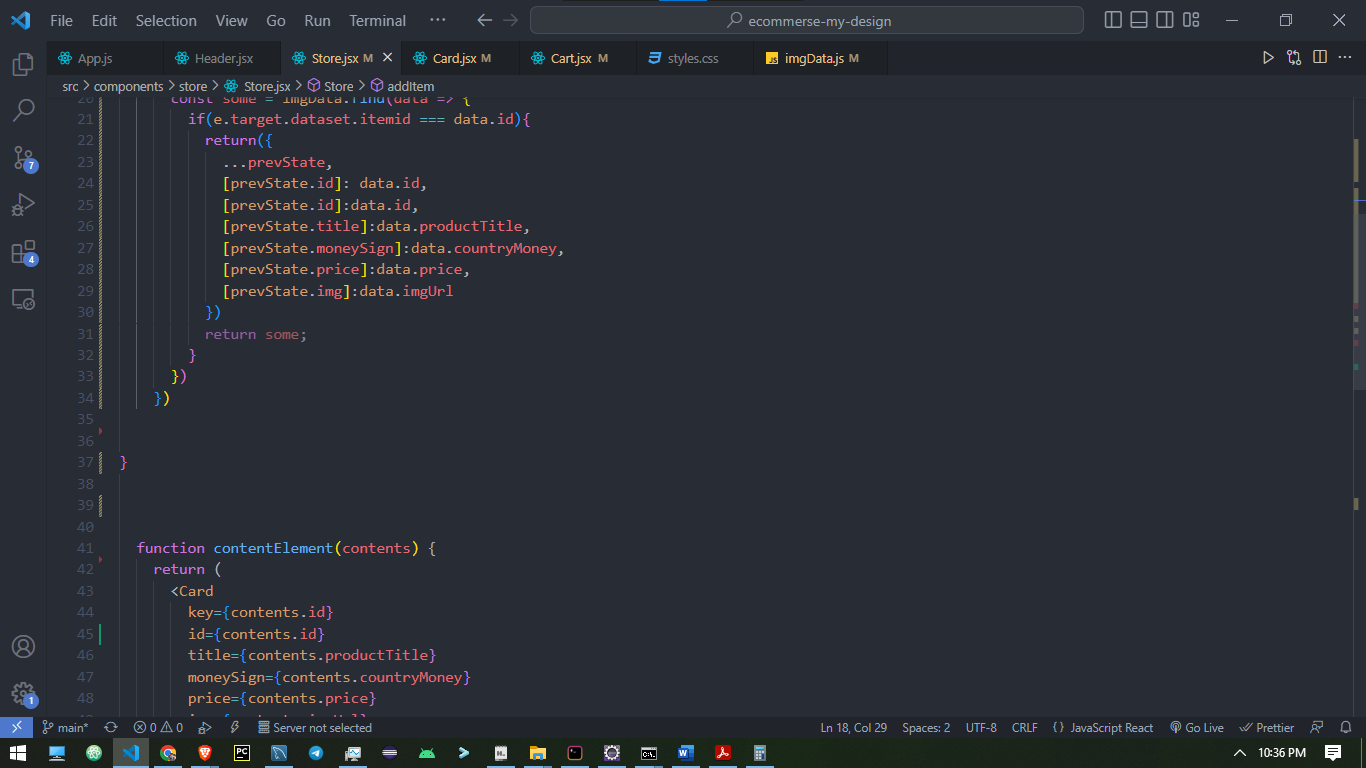 File Edit Selection View Go Run Terminal ··· ecommerse-my-design
App.js Header.jsx Store.jsx M Card.jsx M Cart.jsx M styles.css JS imgData.js M
src > components > store > Store.jsx > Store > addItem
20 const some = imgData.find(data => {
21 if(e.target.dataset.itemid === data.id){
22 return({
23 ...prevState,
24 [prevState.id]: data.id,
25 [prevState.id]:data.id,
26 [prevState.title]:data.productTitle,
27 [prevState.moneySign]:data.countryMoney,
28 [prevState.price]:data.price,
29 [prevState.img]:data.imgUrl
30 })
31 return some;
32 }
33 })
34 })
35
36
37 }
38
39
40
41 function contentElement(contents) {
42 return (
43 <Card
44 key={contents.id}
45 id={contents.id}
46 title={contents.productTitle}
47 moneySign={contents.countryMoney}
48 price={contents.price}
7
4
1
main* 0 0 Server not selected Ln 18, Col 29 Spaces: 2 UTF-8 CRLF {} JavaScript React Go Live Prettier
PC 10:36 PM